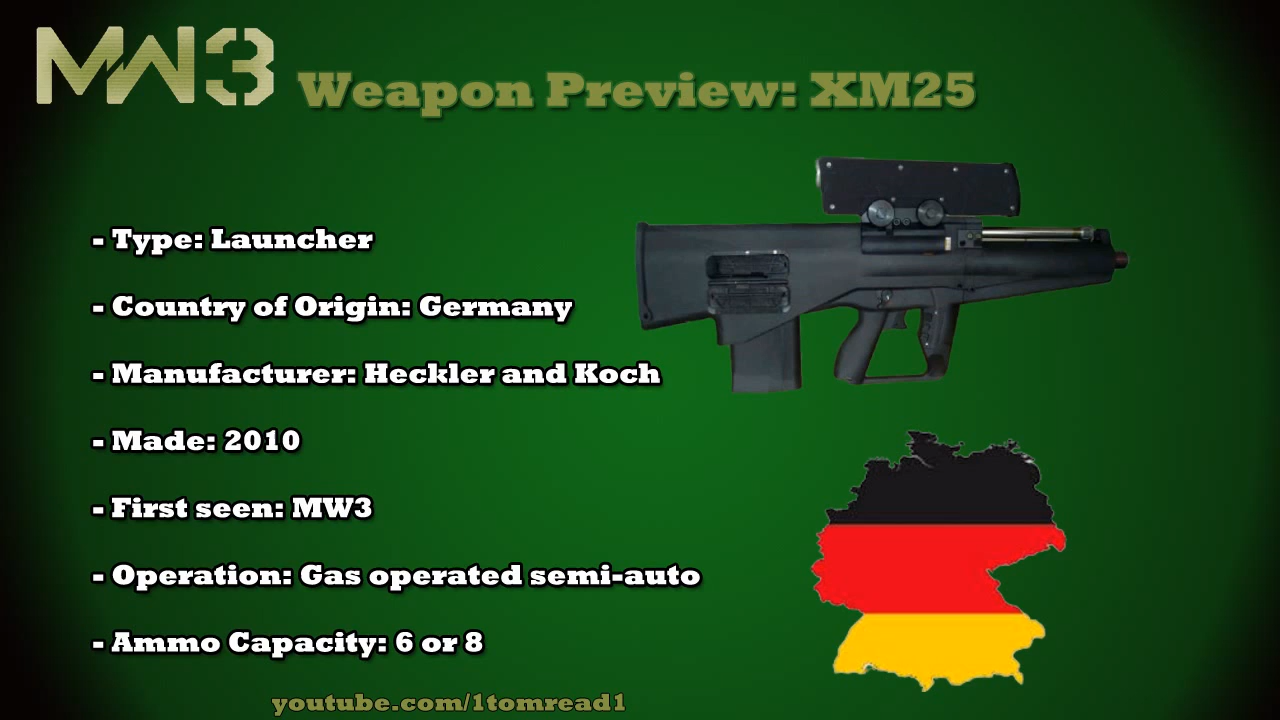 MW3
Weapon Preview: XM25
- Type: Launcher
- Country of Origin: Germany
- Manufacturer: Heckler and Koch
- Made: 2010
- First seen: MW3
- Operation: Gas operated semi-auto
- Ammo Capacity: 6 or 8
youtube.com/1tomread1